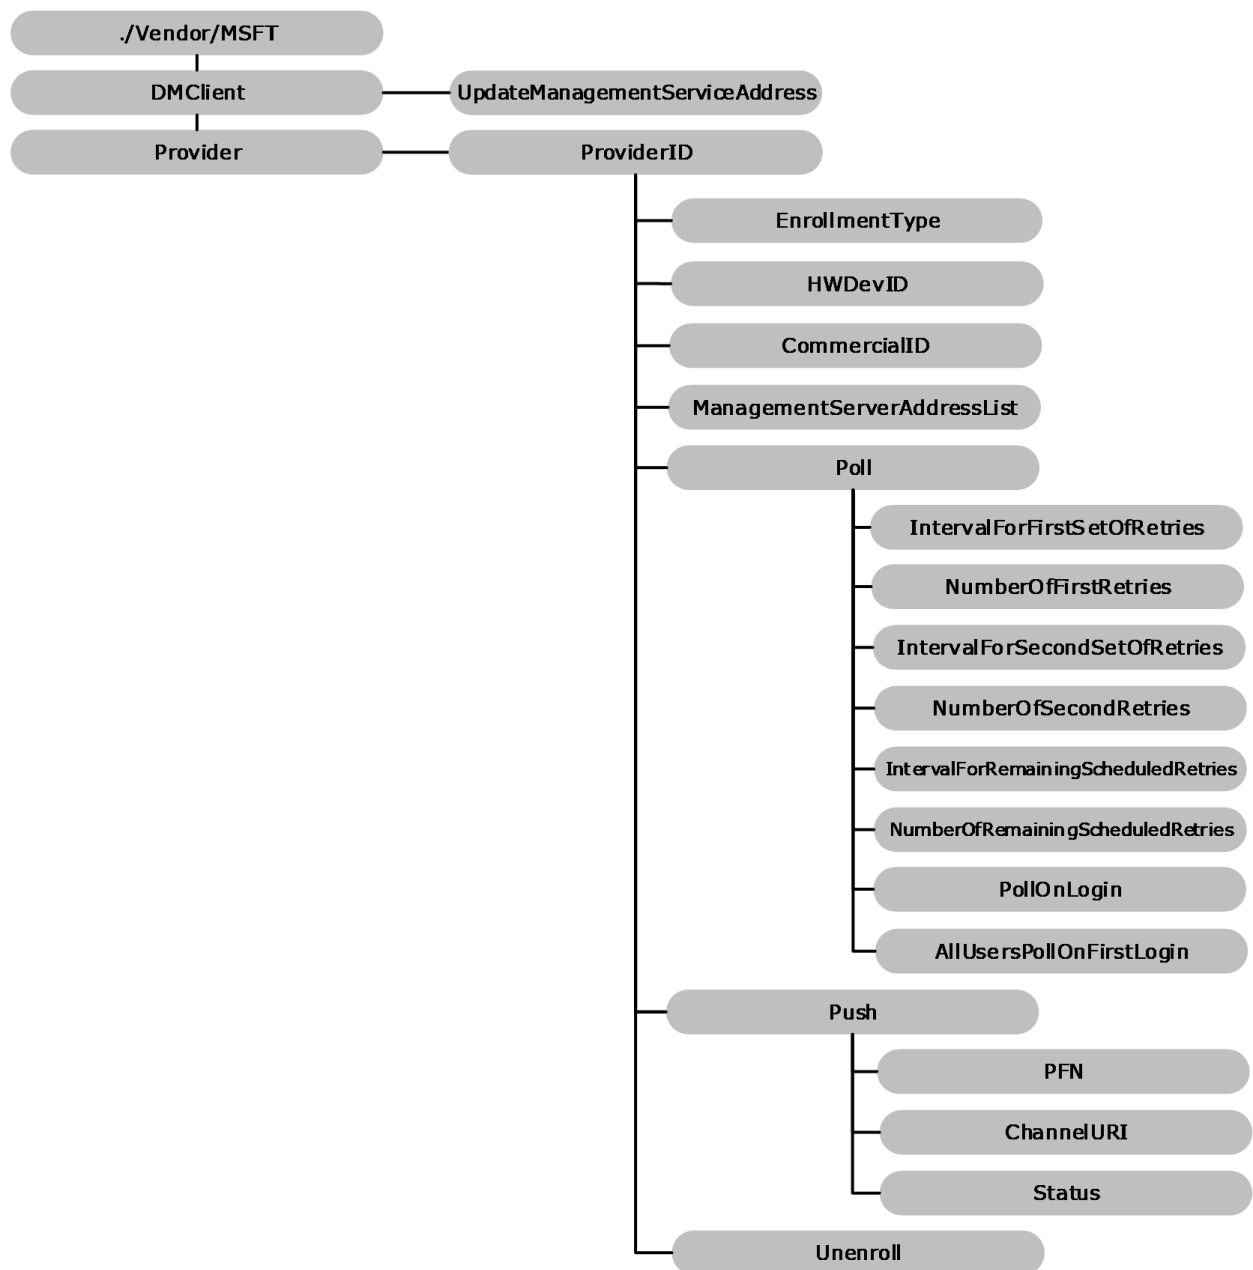 ./Vendor/MSFT
DMClient
UpdateManagementServiceAddress
Provider
ProviderID
EnrollmentType
HWDevID
CommercialID
ManagementServerAddressList
Poll
IntervalForFirstSetOfRetries
NumberOfFirstRetries
IntervalForSecondSetOfRetries
NumberOfSecondRetries
IntervalForRemainingScheduledRetries
NumberOfRemainingScheduledRetries
PollOnLogin
AllUsersPollOnFirstLogin
Push
PFN
ChannelURI
Status
Unenroll